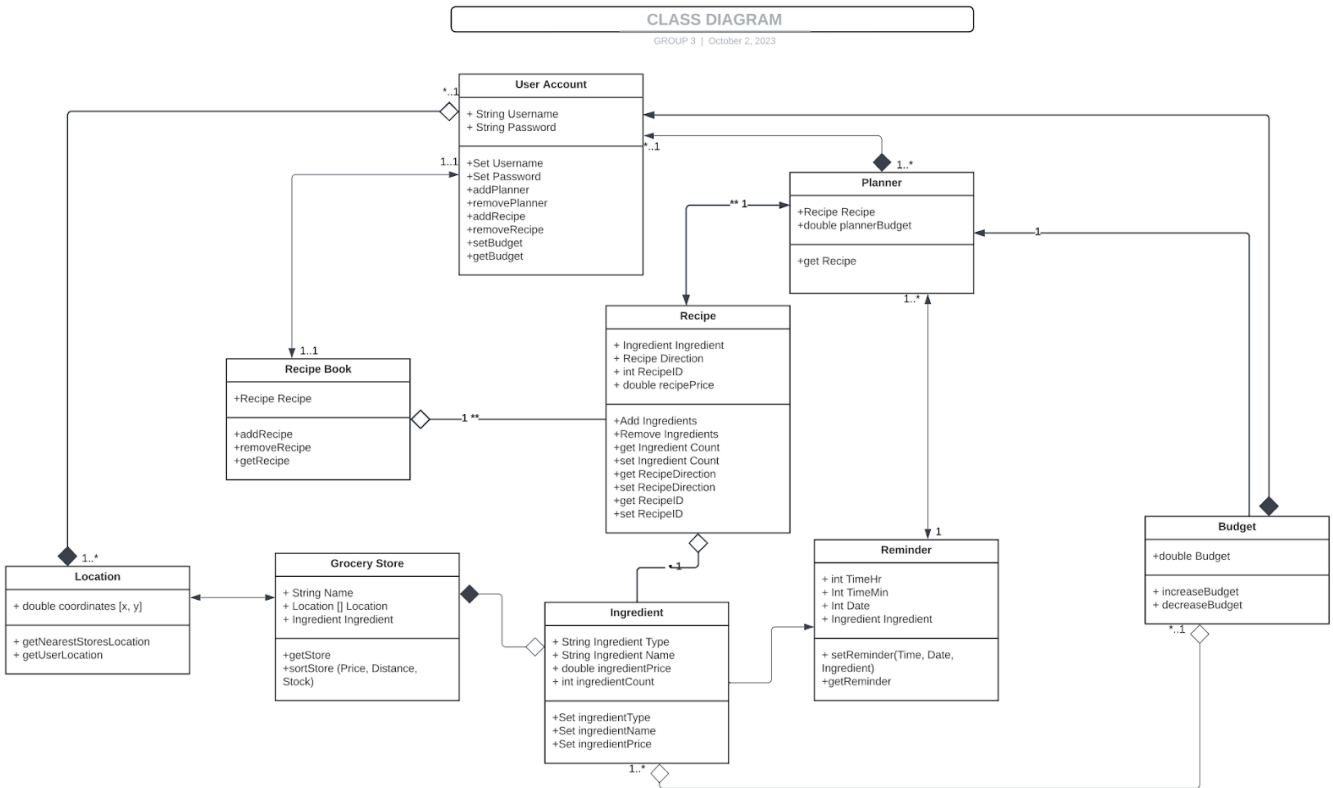 CLASS DIAGRAM
GROUP 3 | October 2, 2023
User Account
+ String Username
+ String Password
+Set Username
+Set Password
+addPlanner
+removePlanner
+addRecipe
+removeRecipe
+setBudget
+getBudget
*..1
1..1
*..1
1..*
Planner
+Recipe Recipe
+double plannerBudget
+get Recipe
** 1
1
1..*
Recipe
+ Ingredient Ingredient
+ Recipe Direction
+ int RecipeID
+ double recipePrice
+Add Ingredients
+Remove Ingredients
+get Ingredient Count
+set Ingredient Count
+get RecipeDirection
+set RecipeDirection
+get RecipeID
+set RecipeID
1..1
Recipe Book
+Recipe Recipe
+addRecipe
+removeRecipe
+getRecipe
1 **
1..*
Location
+ double coordinates [x, y]
+ getNearestStoresLocation
+ getUserLocation
Grocery Store
+ String Name
+ Location [] Location
+ Ingredient Ingredient
+getStore
+sortStore (Price, Distance,
Stock)
1
Ingredient
+ String Ingredient Type
+ String Ingredient Name
+ double ingredientPrice
+ int ingredientCount
+Set ingredientType
+Set ingredientName
+Set ingredientPrice
1..*
1
Reminder
+ int TimeHr
+ Int TimeMin
+ Int Date
+ Ingredient Ingredient
+ setReminder(Time, Date,
Ingredient)
+getReminder
Budget
+double Budget
+ increaseBudget
+ decreaseBudget
*..1